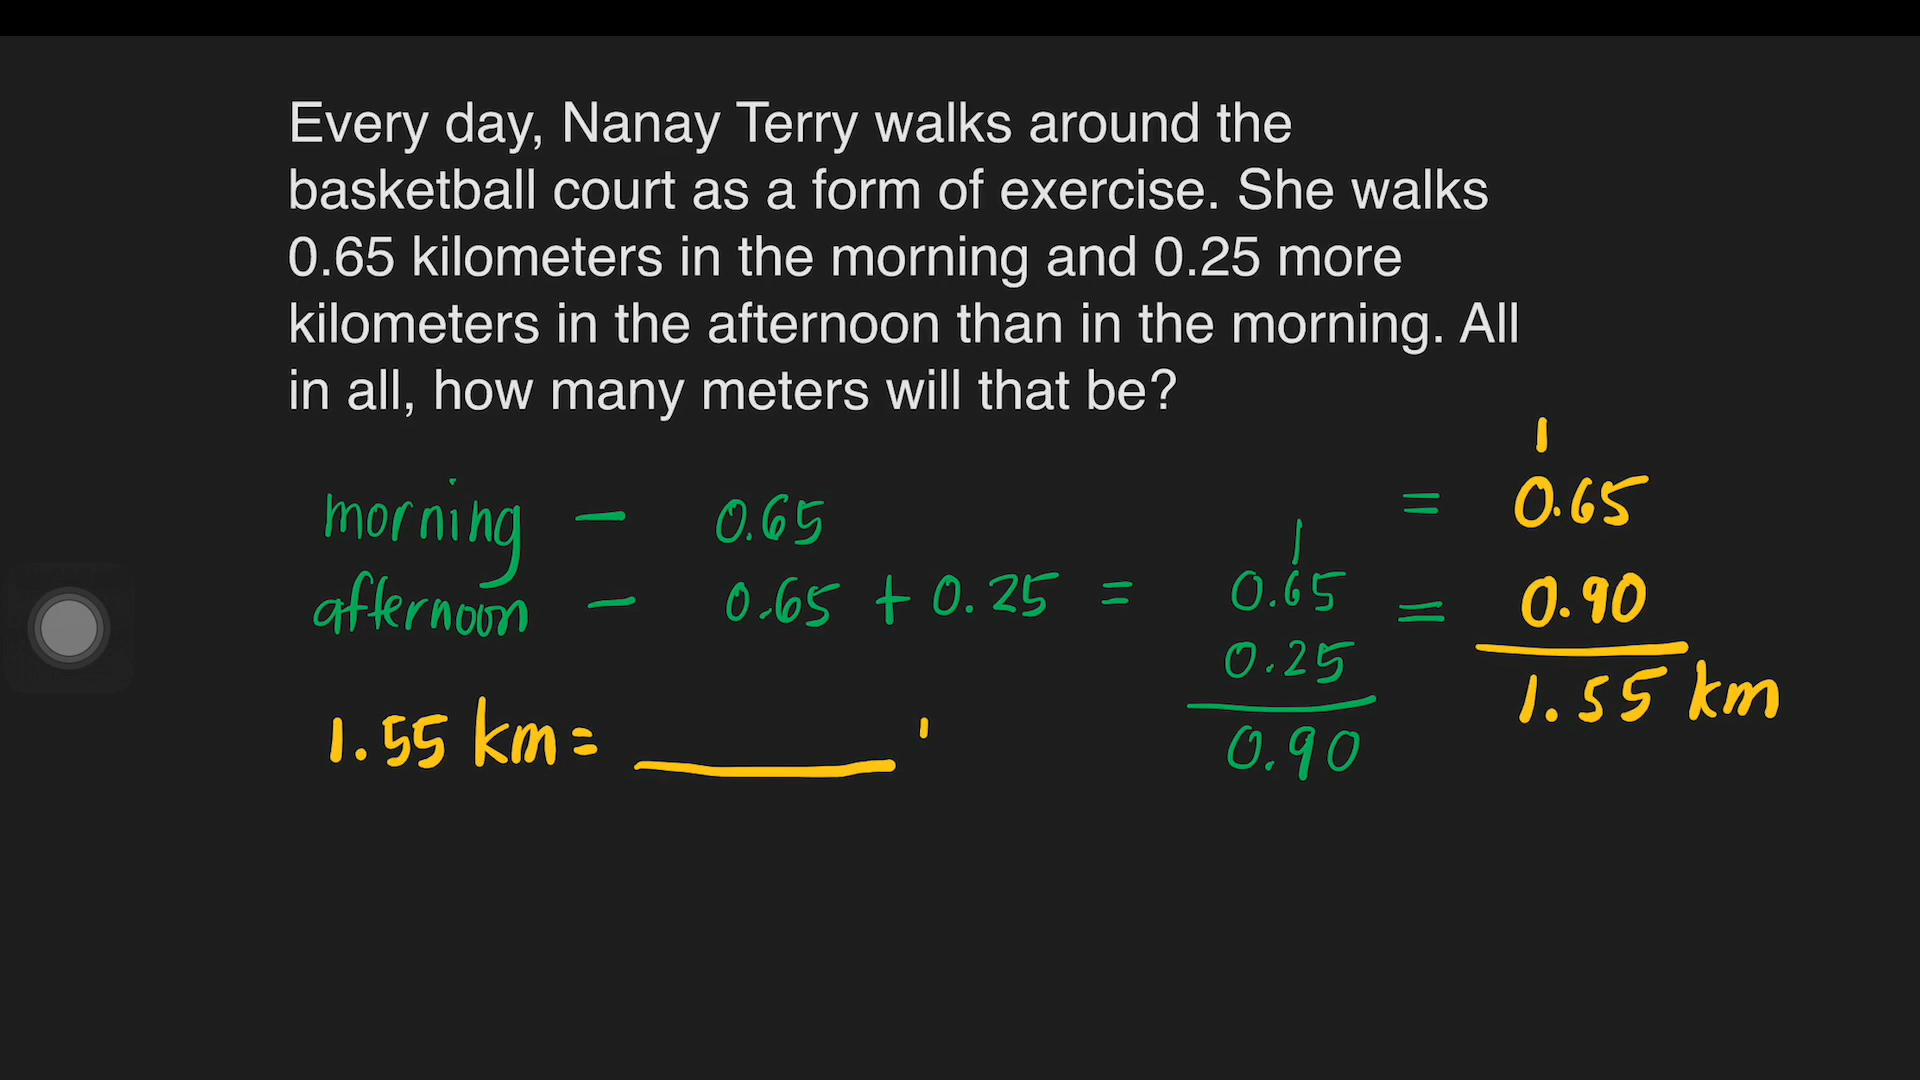 Every day, Nanay Terry walks around the
basketball court as a form of exercise. She walks
0.65 kilometers in the morning and 0.25 more
kilometers in the afternoon than in the morning. All
in all, how many meters will that be?
morning - 0.65
afternoon - 0.65 + 0.25 =
1
0.65
0.25
0.90
=
=
1
0.65
0.90
1.55 km
1.55 km = ______ '